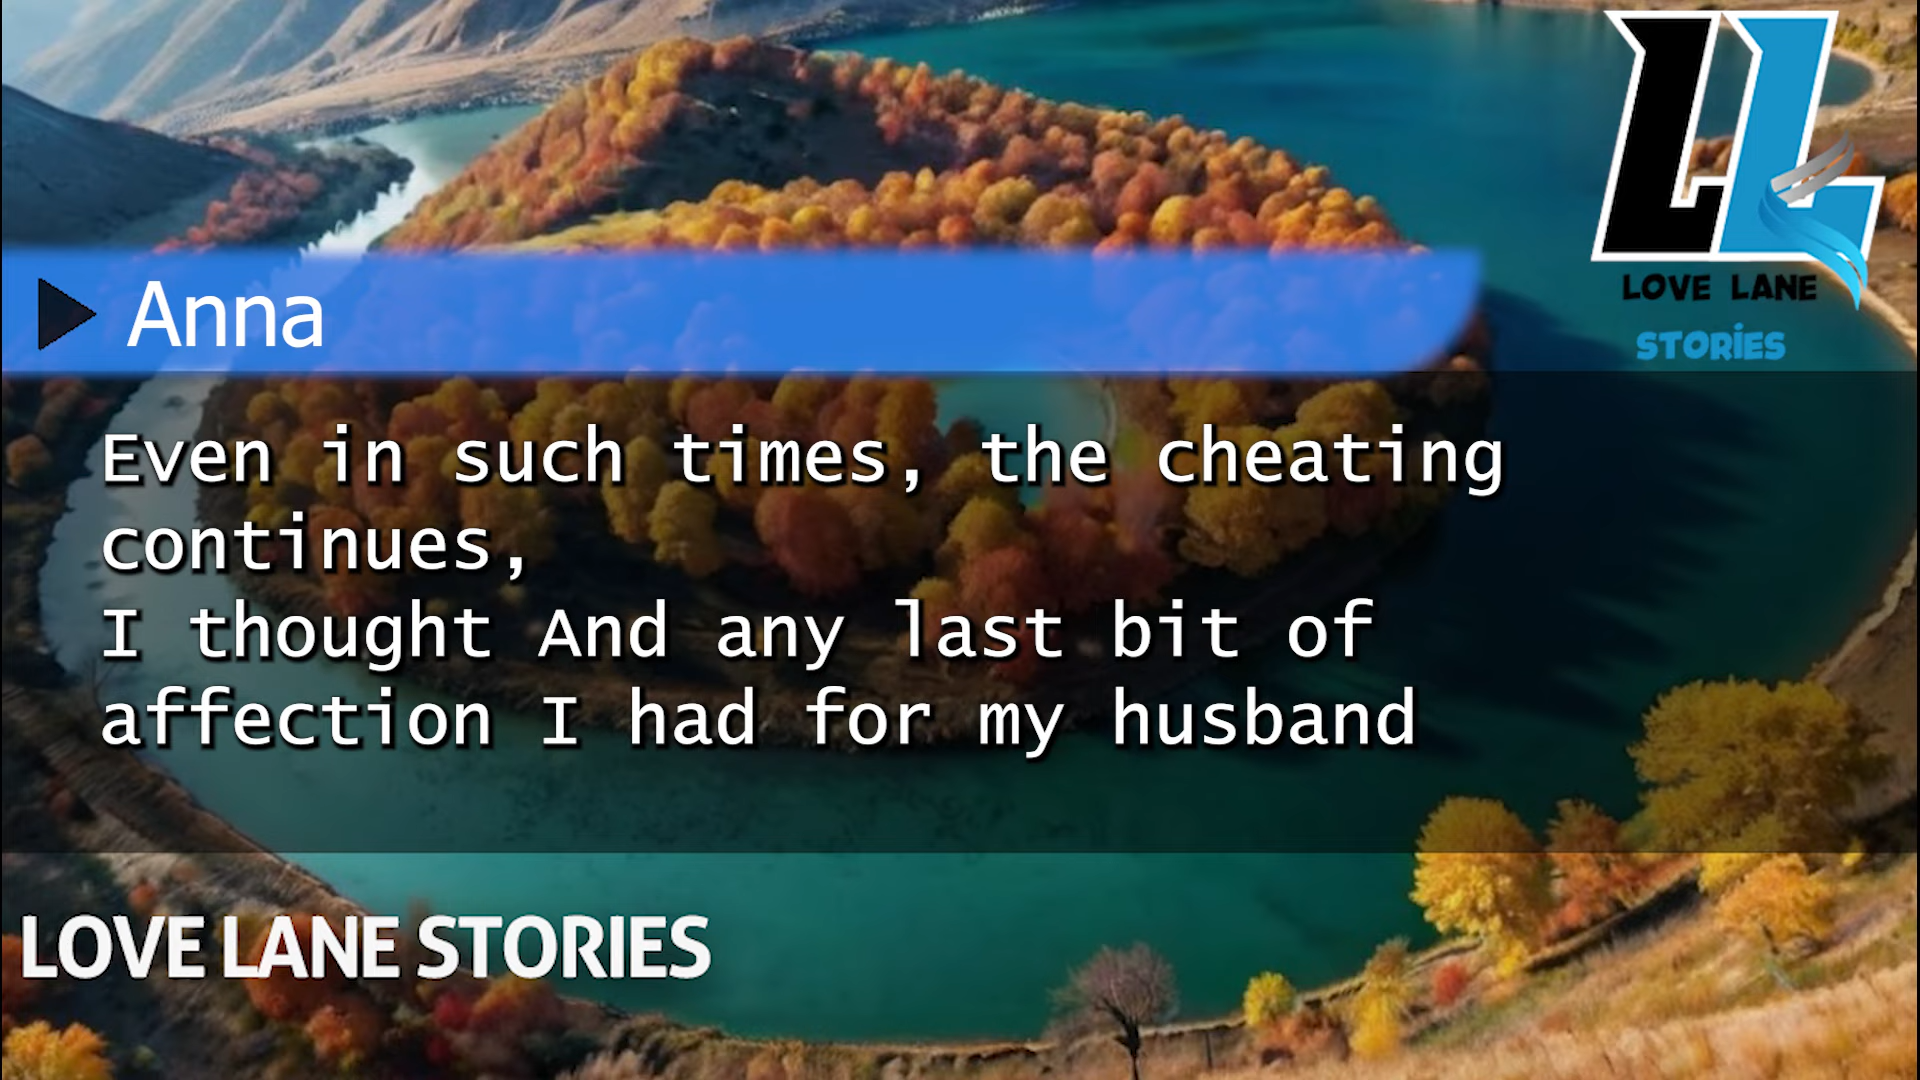 LL
LOVE LANE
STORIES
Anna
Even in such times, the cheating
continues,
I thought And any last bit of
affection I had for my husband
LOVE LANE STORIES